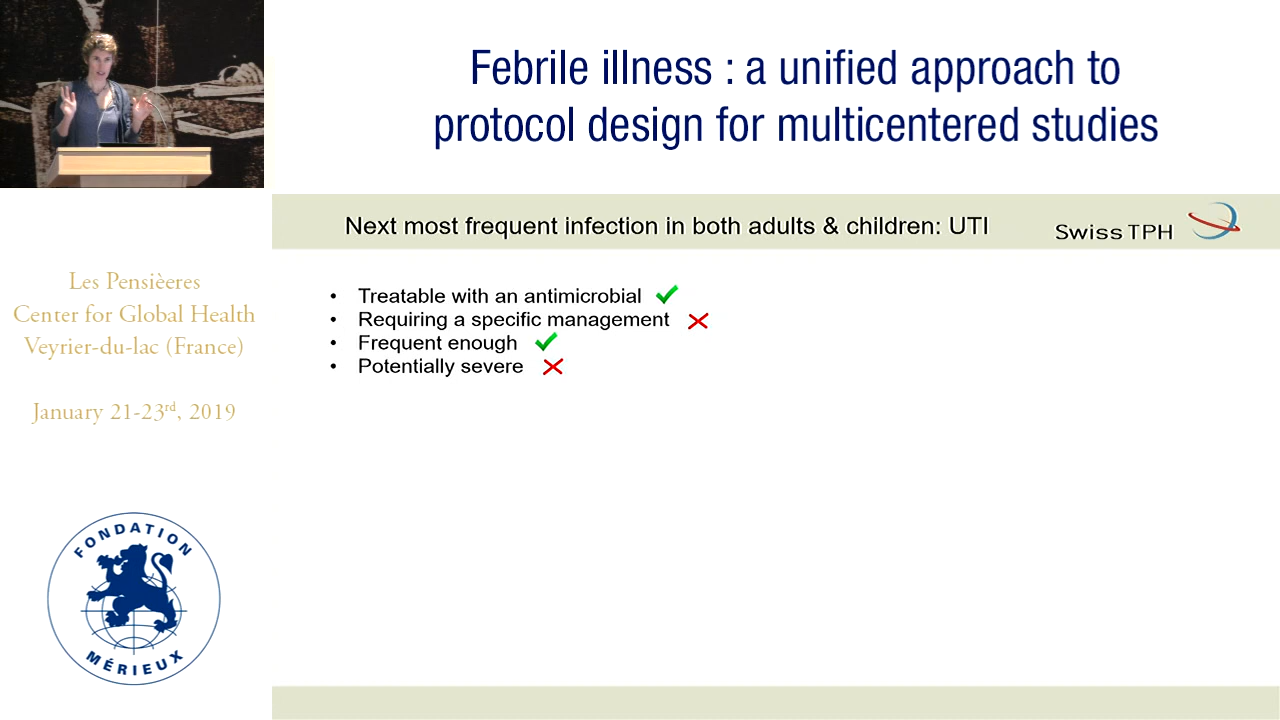 Febrile illness : a unified approach to
protocol design for multicentered studies
Next most frequent infection in both adults & children: UTI
Swiss TPH
• Treatable with an antimicrobial
• Requiring a specific management
• Frequent enough
• Potentially severe
Les Pensièeres
Center for Global Health
Veyrier-du-lac (France)
January 21-23rd, 2019
FONDATION
MÉRIEUX